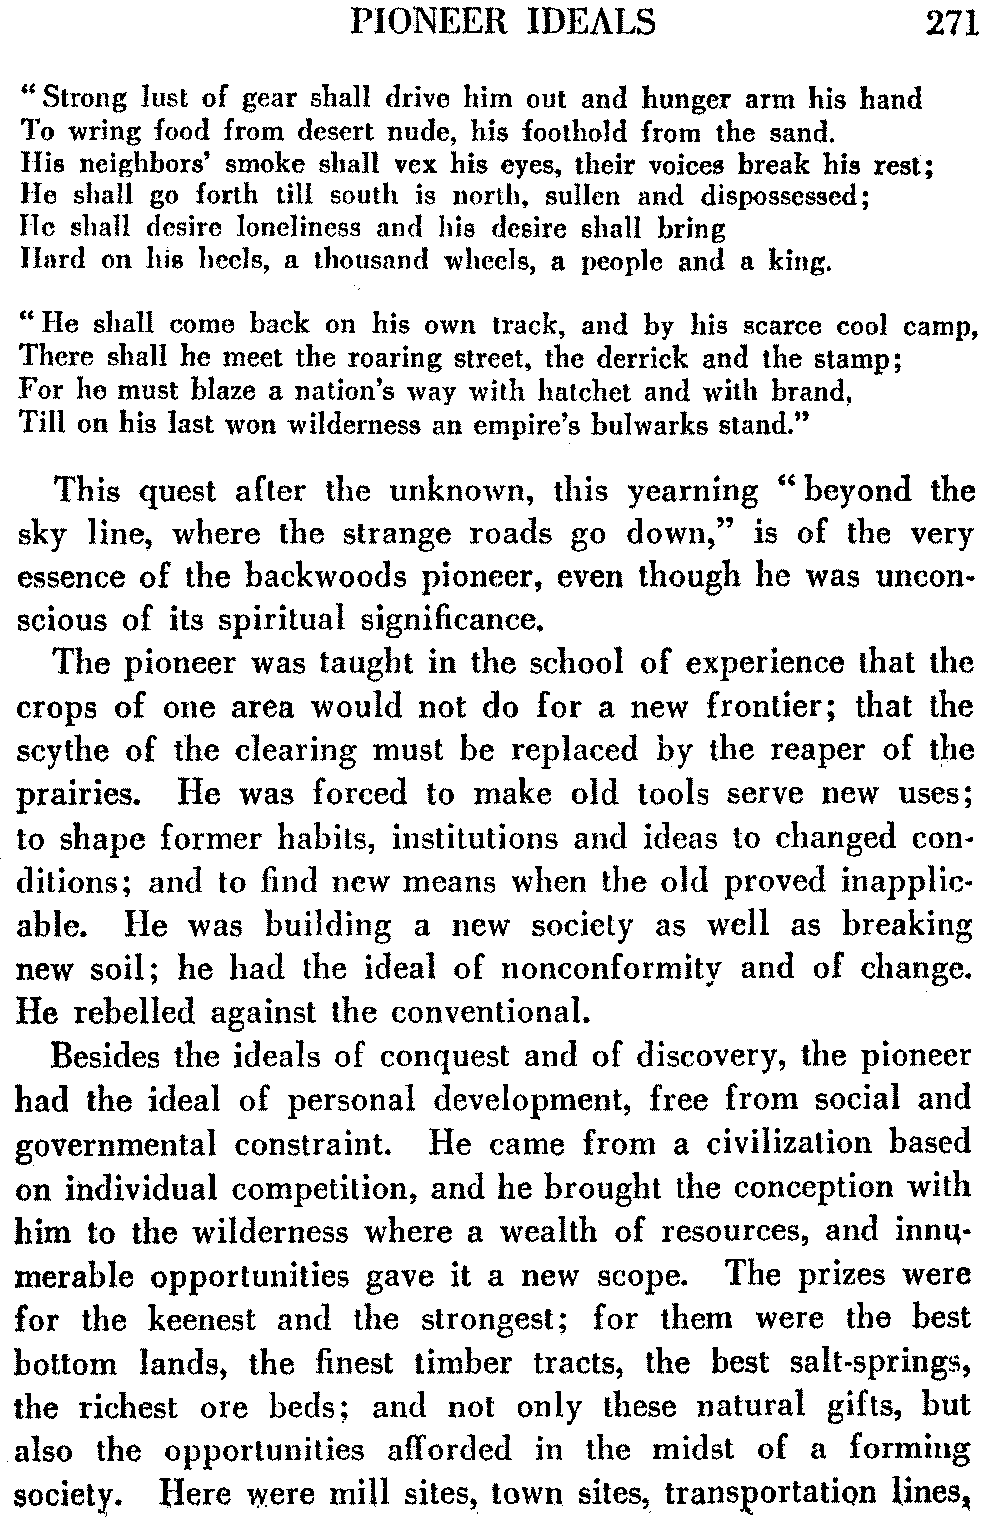 PIONEER IDEALS 271
“Strong lust of gear shall drive him out and hunger arm his hand
To wring food from desert nude, his foothold from the sand.
His neighbors’ smoke shall vex his eyes, their voices break his rest;
He shall go forth till south is north, sullen and dispossessed;
He shall desire loneliness and his desire shall bring
Hard on his heels, a thousand wheels, a people and a king.
“He shall come back on his own track, and by his scarce cool camp,
There shall he meet the roaring street, the derrick and the stamp;
For he must blaze a nation’s way with hatchet and with brand,
Till on his last won wilderness an empire’s bulwarks stand.”
This quest after the unknown, this yearning “beyond the
sky line, where the strange roads go down,” is of the very
essence of the backwoods pioneer, even though he was uncon-
scious of its spiritual significance.
The pioneer was taught in the school of experience that the
crops of one area would not do for a new frontier; that the
scythe of the clearing must be replaced by the reaper of the
prairies. He was forced to make old tools serve new uses;
to shape former habits, institutions and ideas to changed con-
ditions; and to find new means when the old proved inapplic-
able. He was building a new society as well as breaking
new soil; he had the ideal of nonconformity and of change.
He rebelled against the conventional.
Besides the ideals of conquest and of discovery, the pioneer
had the ideal of personal development, free from social and
governmental constraint. He came from a civilization based
on individual competition, and he brought the conception with
him to the wilderness where a wealth of resources, and innu-
merable opportunities gave it a new scope. The prizes were
for the keenest and the strongest; for them were the best
bottom lands, the finest timber tracts, the best salt-springs,
the richest ore beds; and not only these natural gifts, but
also the opportunities afforded in the midst of a forming
society. Here were mill sites, town sites, transportation lines,